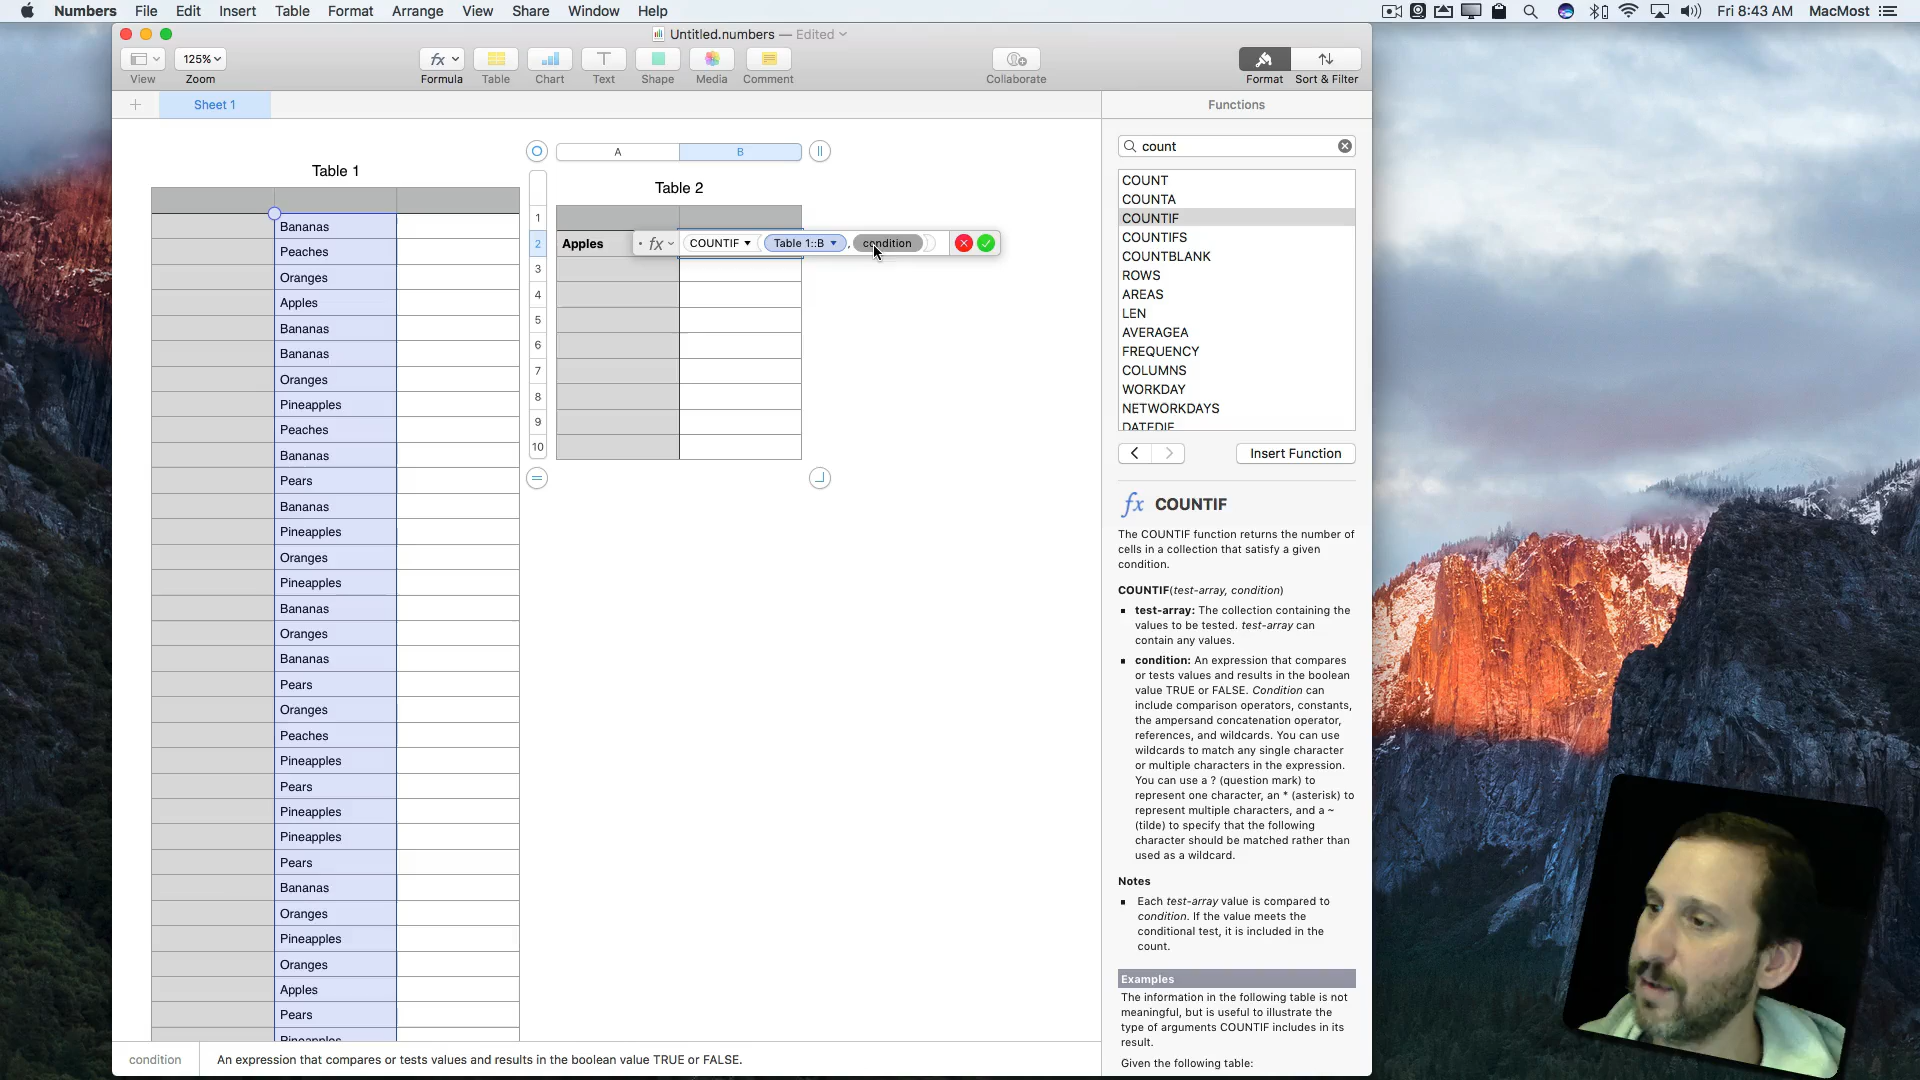 Numbers File Edit Insert Table Format Arrange View Share Window Help Fri 8:43 AM MacMost
Untitled.numbers — Edited
125%
fx
View Zoom Formula Table Chart Text Shape Media Comment Collaborate Format Sort & Filter
Sheet 1
Functions
Table 1
Bananas
Peaches
Oranges
Apples
Bananas
Bananas
Oranges
Pineapples
Peaches
Bananas
Pears
Bananas
Pineapples
Oranges
Pineapples
Bananas
Oranges
Bananas
Pears
Oranges
Peaches
Pineapples
Pears
Pineapples
Pineapples
Pears
Bananas
Oranges
Pineapples
Oranges
Apples
Pears
Pineapples
A B
Table 2
1
2 Apples fx COUNTIF Table 1::B , condition
3
4
5
6
7
8
9
10
count
COUNT
COUNTA
COUNTIF
COUNTIFS
COUNTBLANK
ROWS
AREAS
LEN
AVERAGEA
FREQUENCY
COLUMNS
WORKDAY
NETWORKDAYS
DATEDIF
Insert Function
fx COUNTIF
The COUNTIF function returns the number of
cells in a collection that satisfy a given
condition.
COUNTIF(test-array, condition)
▪ test-array: The collection containing the
values to be tested. test-array can
contain any values.
▪ condition: An expression that compares
or tests values and results in the boolean
value TRUE or FALSE. Condition can
include comparison operators, constants,
the ampersand concatenation operator,
references, and wildcards. You can use
wildcards to match any single character
or multiple characters in the expression.
You can use a ? (question mark) to
represent one character, an * (asterisk) to
represent multiple characters, and a ~
(tilde) to specify that the following
character should be matched rather than
used as a wildcard.
Notes
▪ Each test-array value is compared to
condition. If the value meets the
conditional test, it is included in the
count.
Examples
The information in the following table is not
meaningful, but is useful to illustrate the
type of arguments COUNTIF includes in its
result.
Given the following table:
condition An expression that compares or tests values and results in the boolean value TRUE or FALSE.